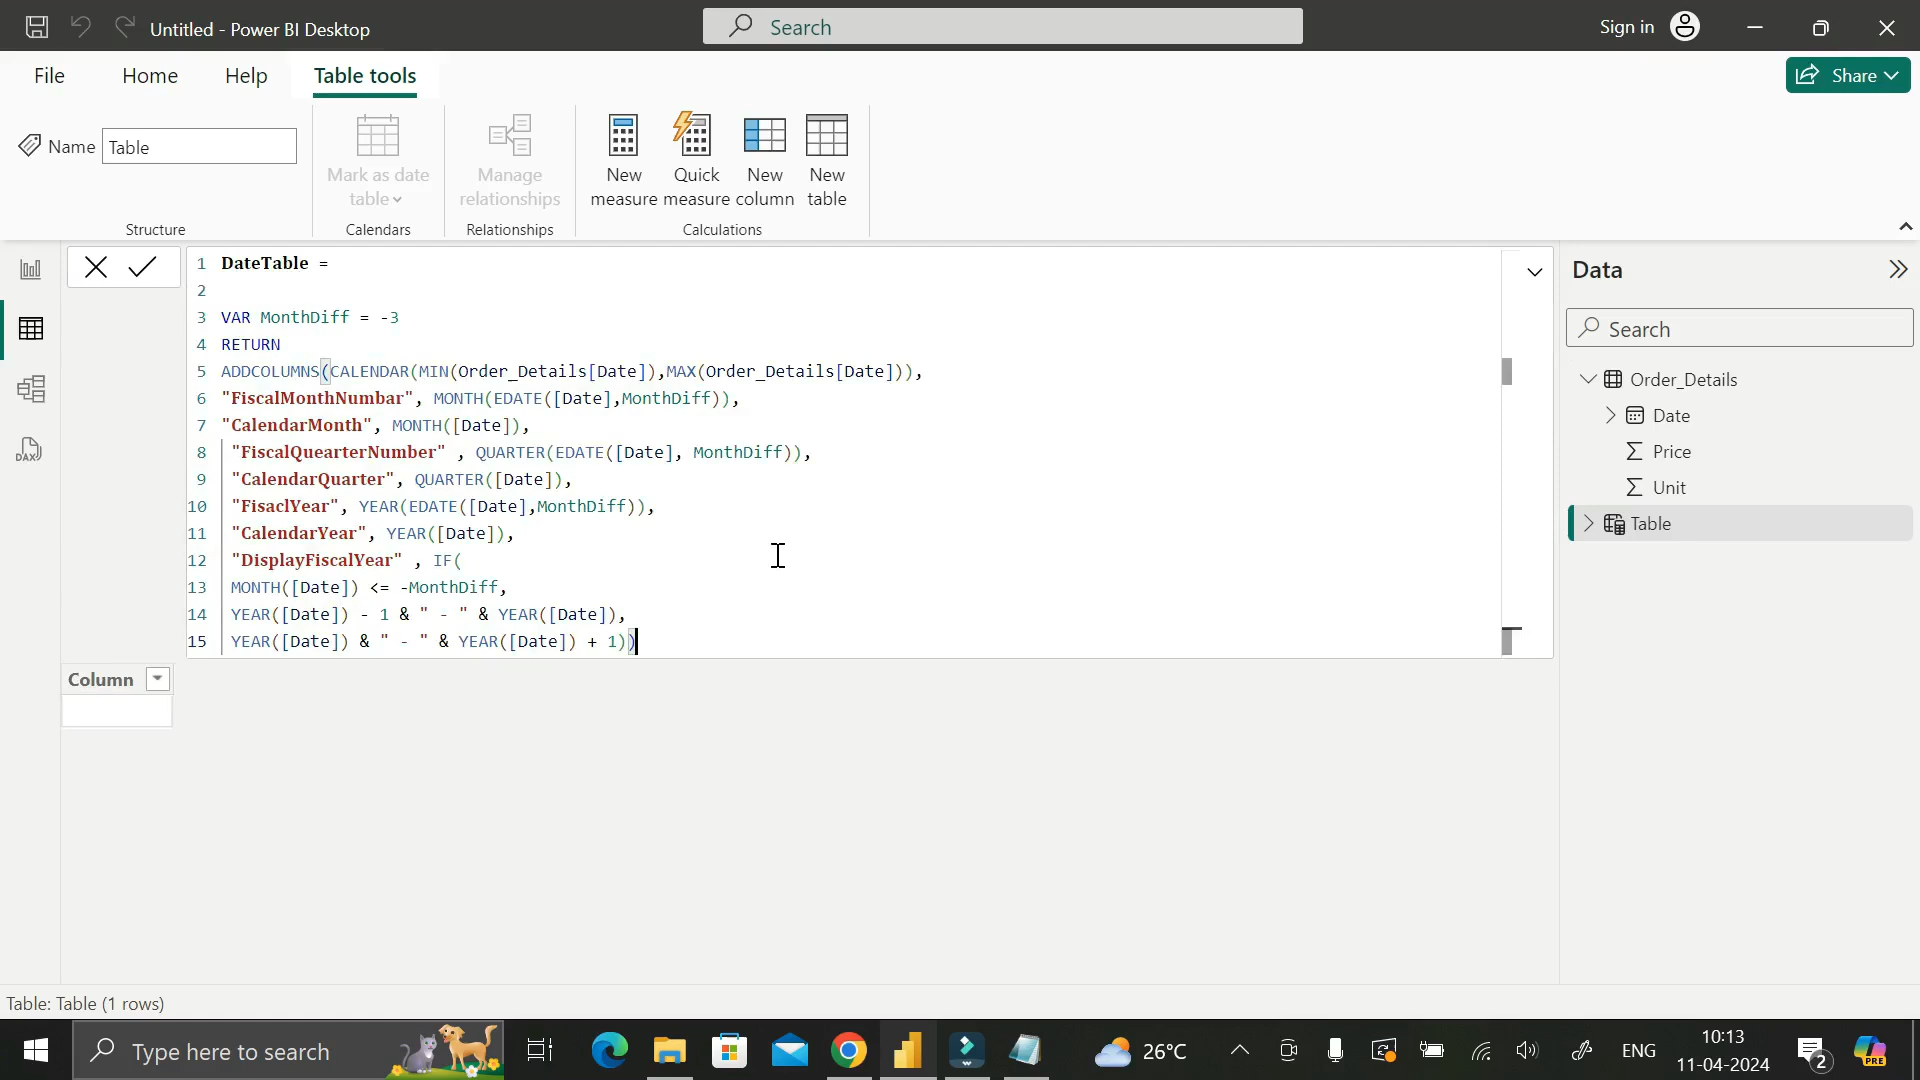 Untitled - Power BI Desktop
Search
Sign in
File
Home
Help
Table tools
Share
Name
Table
Mark as date table
Manage relationships
New measure
Quick measure
New column
New table
Structure
Calendars
Relationships
Calculations
1 DateTable =
2
3 VAR MonthDiff = -3
4 RETURN
5 ADDCOLUMNS(CALENDAR(MIN(Order_Details[Date]),MAX(Order_Details[Date])),
6 "FiscalMonthNumbar", MONTH(EDATE([Date],MonthDiff)),
7 "CalendarMonth", MONTH([Date]),
8 "FiscalQuearterNumber" , QUARTER(EDATE([Date], MonthDiff)),
9 "CalendarQuarter", QUARTER([Date]),
10 "FisaclYear", YEAR(EDATE([Date],MonthDiff)),
11 "CalendarYear", YEAR([Date]),
12 "DisplayFiscalYear" , IF(
13 MONTH([Date]) <= -MonthDiff,
14 YEAR([Date]) - 1 & " - " & YEAR([Date]),
15 YEAR([Date]) & " - " & YEAR([Date]) + 1))
Data
Search
Order_Details
Date
Price
Unit
Table
DAX
Column
Table: Table (1 rows)
Type here to search
26°C
ENG
10:13
11-04-2024
2
PRE